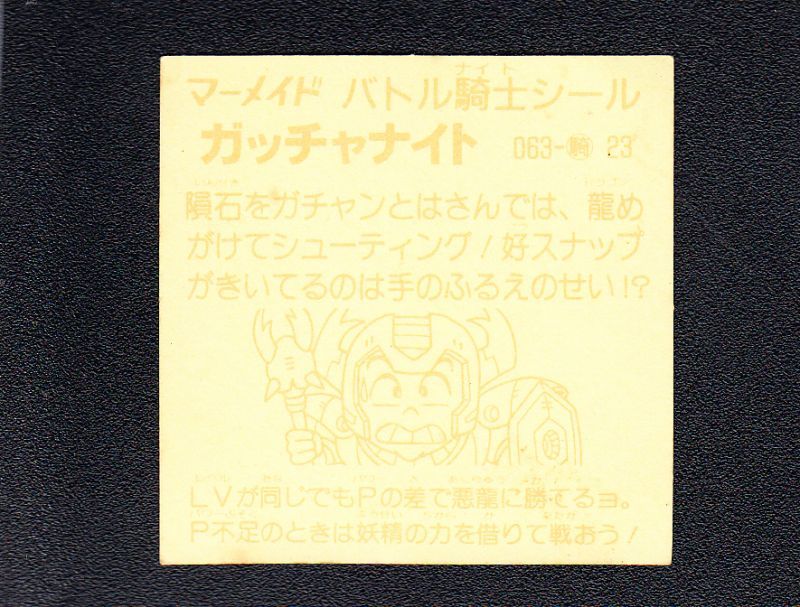 マーメイド バトル騎士シール
ナイト
ガッチャナイト 063-騎 23
隕石をガチャンとはさんでは、龍め
がけてシューティング!好スナップ
がきいてるのは手のふるえのせい!?
LVが同じでもPの差で悪龍に勝てるヨ。
P不足のときは妖精の力を借りて戦おう!